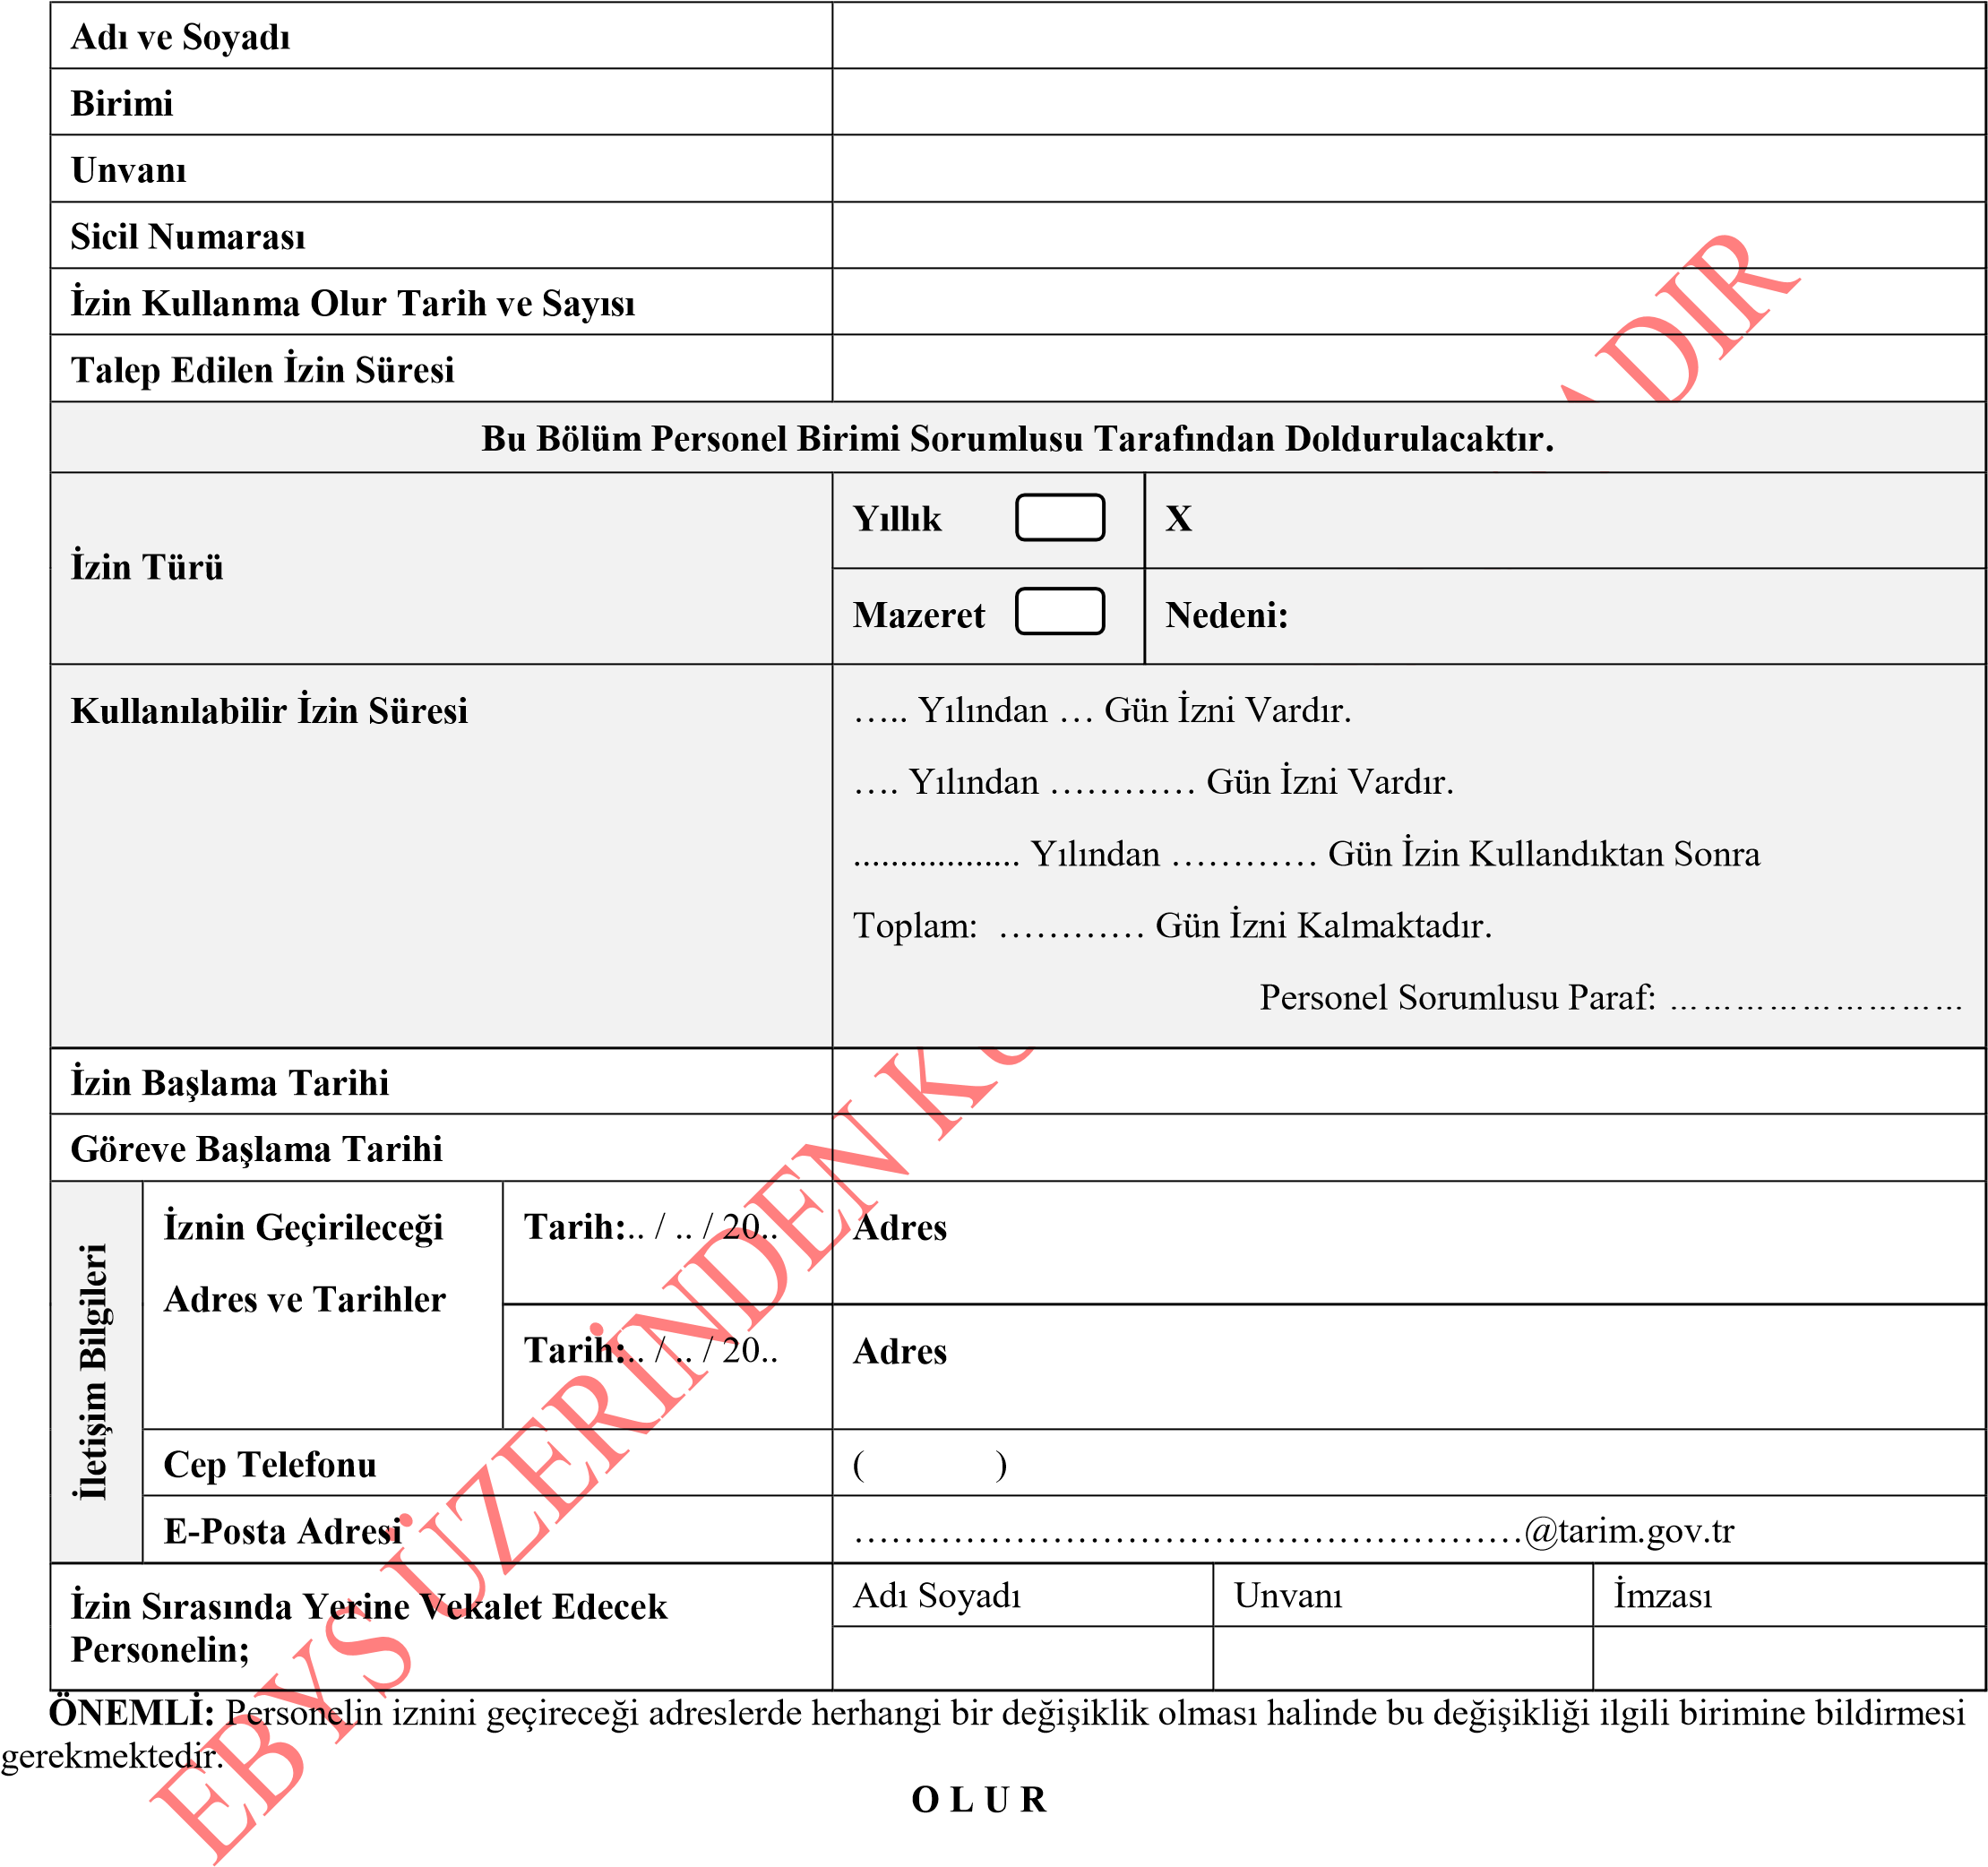 Adı ve Soyadı
Birimi
Unvanı
Sicil Numarası
İzin Kullanma Olur Tarih ve Sayısı
Talep Edilen İzin Süresi
Bu Bölüm Personel Birimi Sorumlusu Tarafından Doldurulacaktır.
İzin Türü
Yıllık
X
Mazeret
Nedeni:
Kullanılabilir İzin Süresi
….. Yılından … Gün İzni Vardır.
…. Yılından ………… Gün İzni Vardır.
.................. Yılından ………… Gün İzin Kullandıktan Sonra
Toplam: ………… Gün İzni Kalmaktadır.
Personel Sorumlusu Paraf: ………………………
İzin Başlama Tarihi
Göreve Başlama Tarihi
İletişim Bilgileri
İznin Geçirileceği
Adres ve Tarihler
Tarih:.. / .. / 20..
Adres
Tarih:.. / .. / 20..
Adres
Cep Telefonu
( )
E-Posta Adresi
………………………………………………@tarim.gov.tr
İzin Sırasında Yerine Vekalet Edecek
Personelin;
Adı Soyadı
Unvanı
İmzası
ÖNEMLİ: Personelin iznini geçireceği adreslerde herhangi bir değişiklik olması halinde bu değişikliği ilgili birimine bildirmesi
gerekmektedir.
O L U R
EBYS ÜZERİNDEN